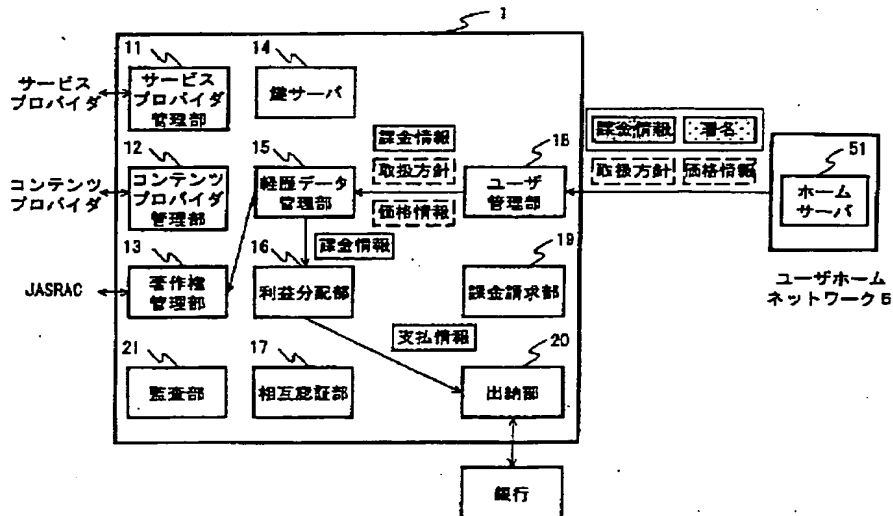 1
11
サービス
プロバイダ
管理部
サービス
プロバイダ
14
鍵サーバ
12
コンテンツ
プロバイダ
管理部
コンテンツ
プロバイダ
15
経歴データ
管理部
課金情報
取扱方針
価格情報
18
ユーザ
管理部
課金情報
署名
取扱方針
価格情報
51
ホーム
サーバ
ユーザホーム
ネットワーク5
13
著作権
管理部
JASRAC
課金情報
16
利益分配部
19
課金請求部
支払情報
21
監査部
17
相互認証部
20
出納部
銀行